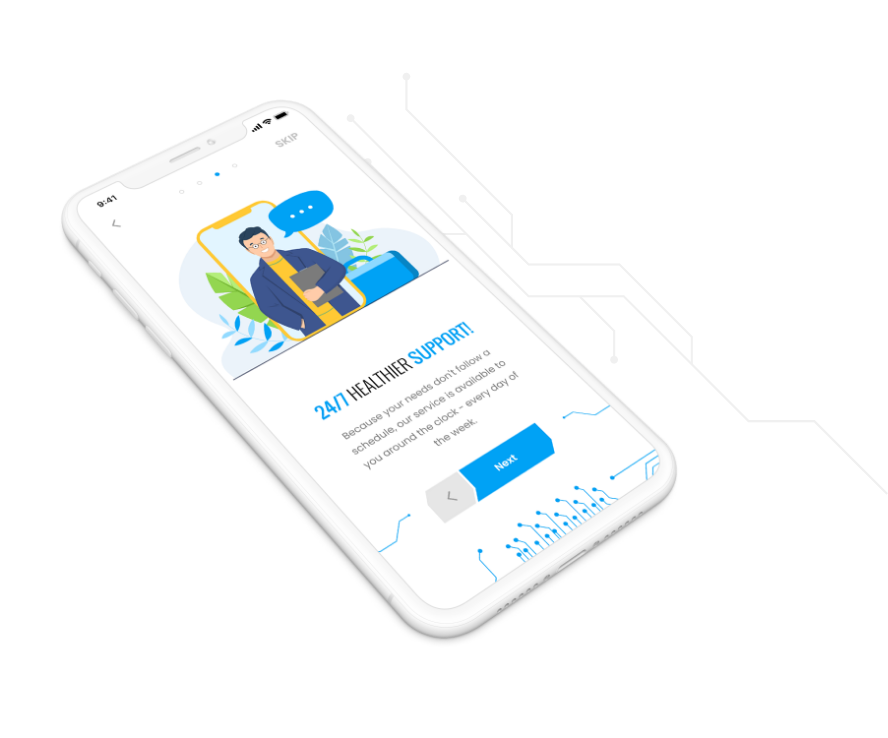 9:41
SKIP
24/7 HEALTHIER SUPPORT!
Because your needs don't follow a
schedule, our service is available to
you around the clock - every day of
the week.
Next